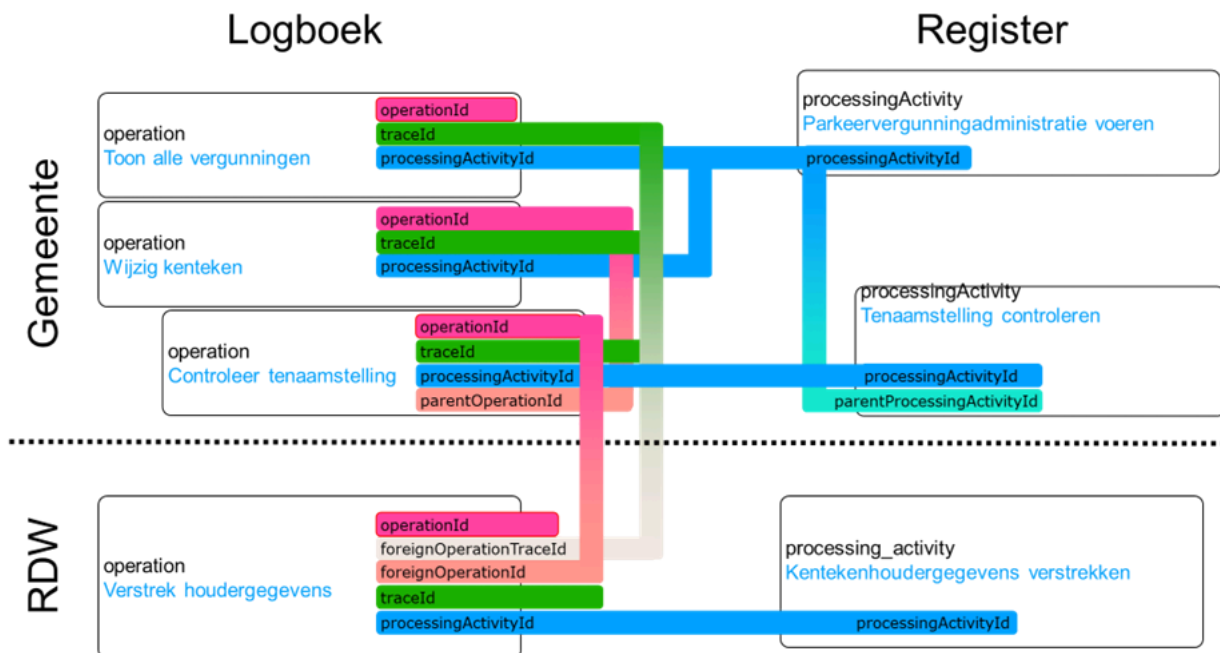 Logboek
Register
Gemeente
operation
Toon alle vergunningen
operationId
traceId
processingActivityId
processingActivity
Parkeervergunningadministratie voeren
processingActivityId
operation
Wijzig kenteken
operationId
traceId
processingActivityId
operation
Controleer tenaamstelling
operationId
traceId
processingActivityId
parentOperationId
processingActivity
Tenaamstelling controleren
processingActivityId
parentProcessingActivityId
RDW
operation
Verstrek houdergegevens
operationId
foreignOperationTraceId
foreignOperationId
traceId
processingActivityId
processing_activity
Kentekenhoudergegevens verstrekken
processingActivityId